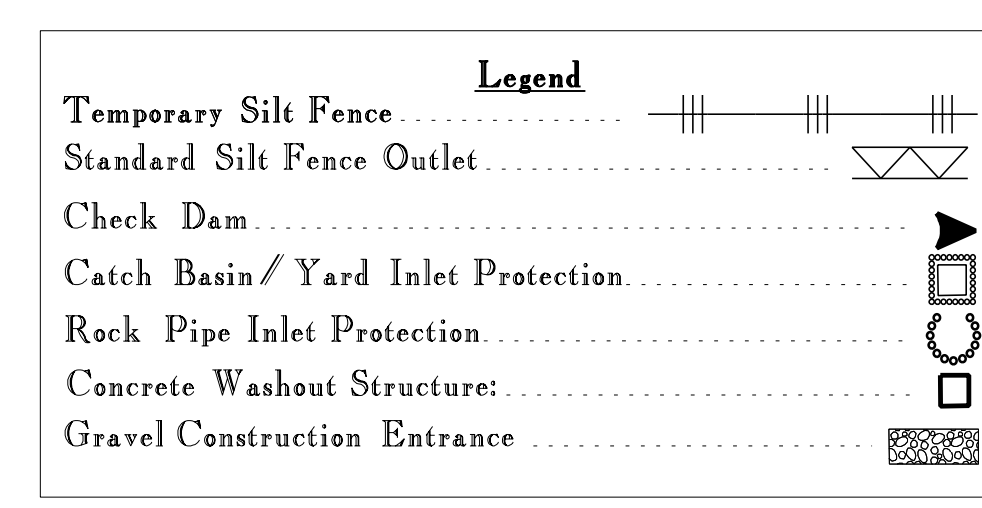 Legend
Temporary Silt Fence
Standard Silt Fence Outlet
Check Dam
Catch Basin/Yard Inlet Protection
Rock Pipe Inlet Protection
Concrete Washout Structure:
Gravel Construction Entrance